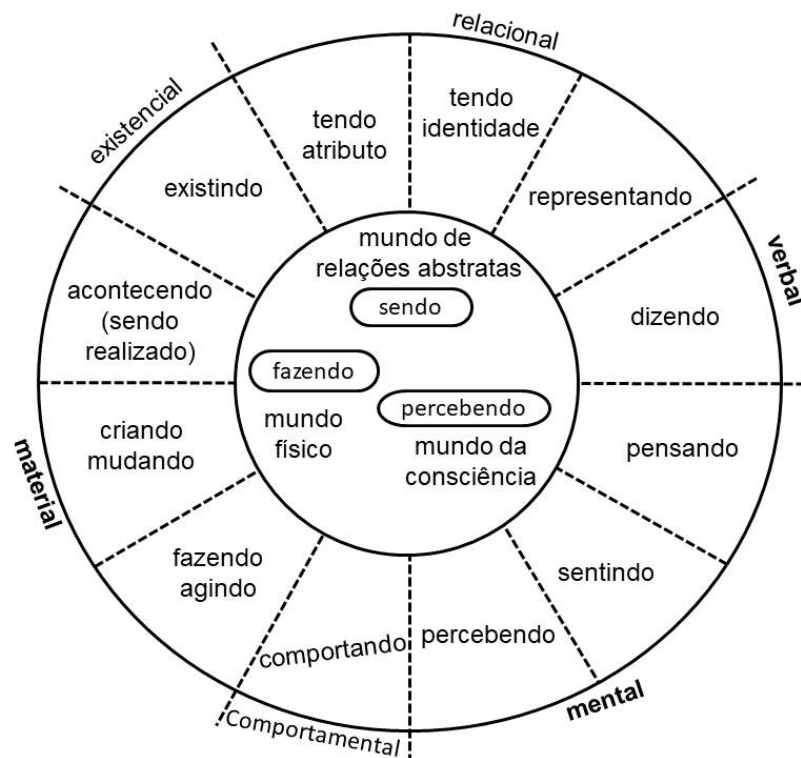 relacional
existencial
tendo
atributo
tendo
identidade
existindo
representando
mundo de
relações abstratas
verbal
acontecendo
(sendo
realizado)
sendo
dizendo
fazendo
percebendo
mundo
físico
mundo da
consciência
material
criando
mudando
pensando
fazendo
agindo
sentindo
comportando
percebendo
mental
Comportamental